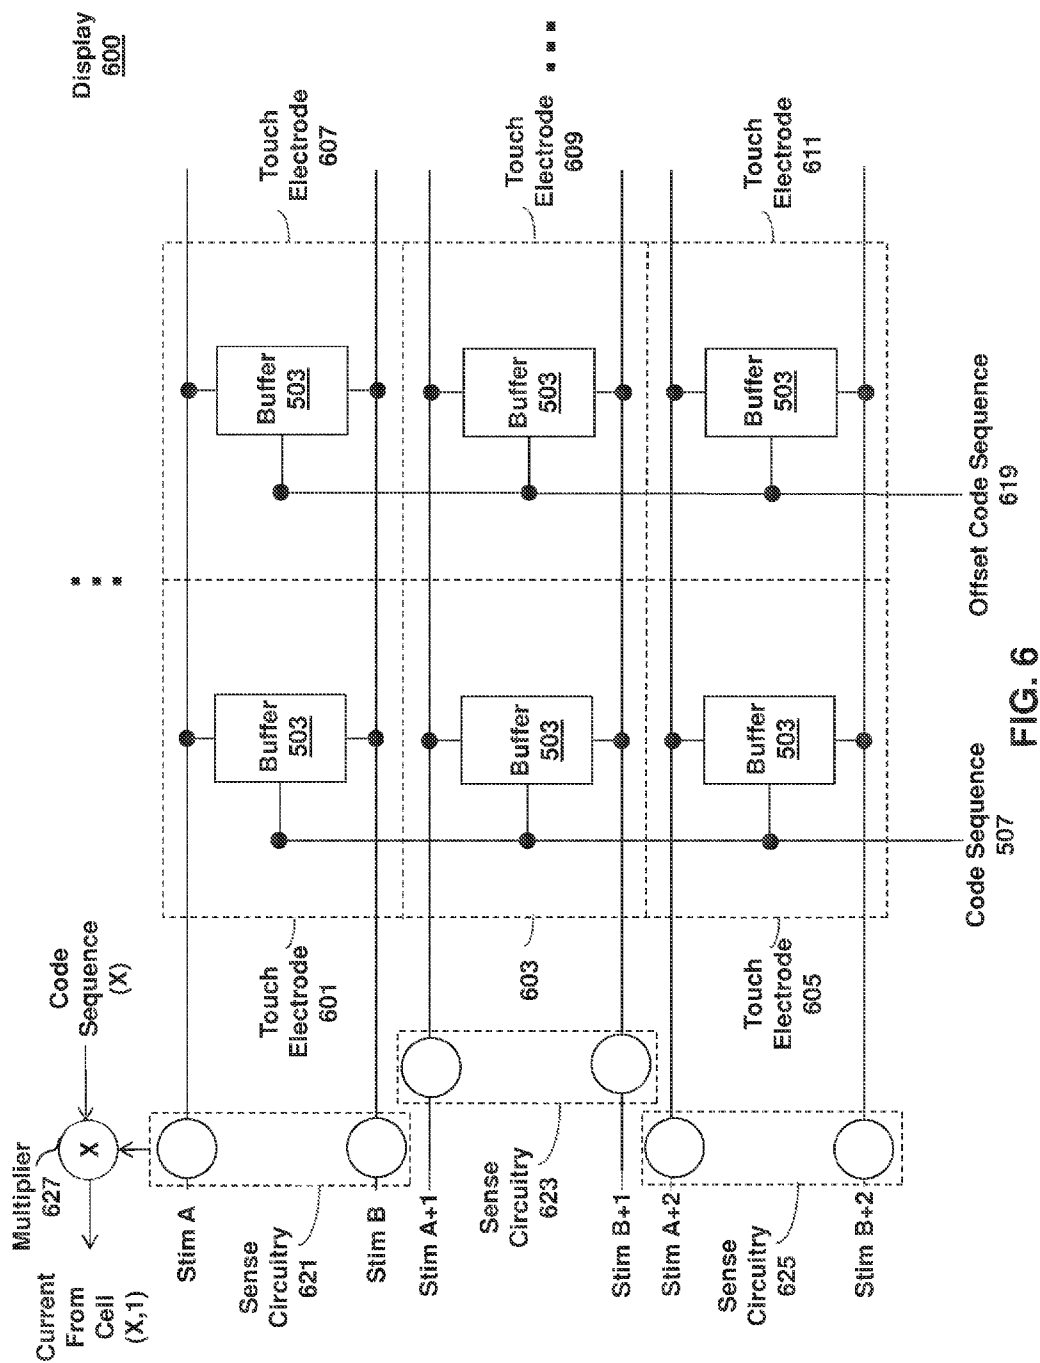 Display
600
Multiplier
627
X
Code
Sequence
(X)
Current
From
Cell
(X,1)
Touch
Electrode
601
Touch
Electrode
607
Stim A
Buffer
503
Buffer
503
Sense
Circuitry
621
Stim B
Stim A+1
603
Touch
Electrode
609
Sense
Circuitry
623
Buffer
503
Buffer
503
Stim B+1
Stim A+2
Touch
Electrode
605
Touch
Electrode
611
Sense
Circuitry
625
Buffer
503
Buffer
503
Stim B+2
Code Sequence
507
Offset Code Sequence
619
FIG. 6